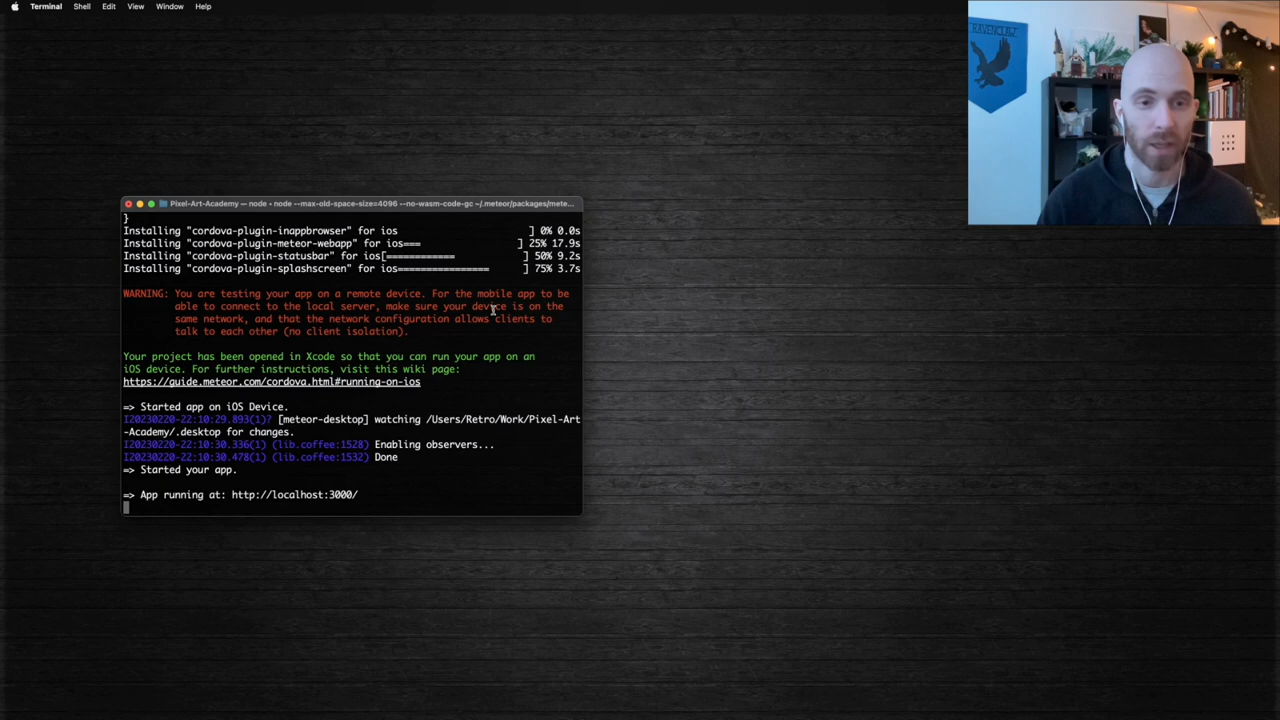 Terminal Shell Edit View Window Help
RAVENCLAW
Pixel-Art-Academy — node • node --max-old-space-size=4096 --no-wasm-code-gc ~/.meteor/packages/mete...
}
Installing "cordova-plugin-inappbrowser" for ios ] 0% 0.0s
Installing "cordova-plugin-meteor-webapp" for ios=== ] 25% 17.9s
Installing "cordova-plugin-statusbar" for ios[============ ] 50% 9.2s
Installing "cordova-plugin-splashscreen" for ios================ ] 75% 3.7s
WARNING: You are testing your app on a remote device. For the mobile app to be
able to connect to the local server, make sure your device is on the
same network, and that the network configuration allows clients to
talk to each other (no client isolation).
Your project has been opened in Xcode so that you can run your app on an
iOS device. For further instructions, visit this wiki page:
https://guide.meteor.com/cordova.html#running-on-ios
=> Started app on iOS Device.
I20230220-22:10:29.893(1)? [meteor-desktop] watching /Users/Retro/Work/Pixel-Art
-Academy/.desktop for changes.
I20230220-22:10:30.336(1) (lib.coffee:1528) Enabling observers...
I20230220-22:10:30.478(1) (lib.coffee:1532) Done
=> Started your app.
=> App running at: http://localhost:3000/